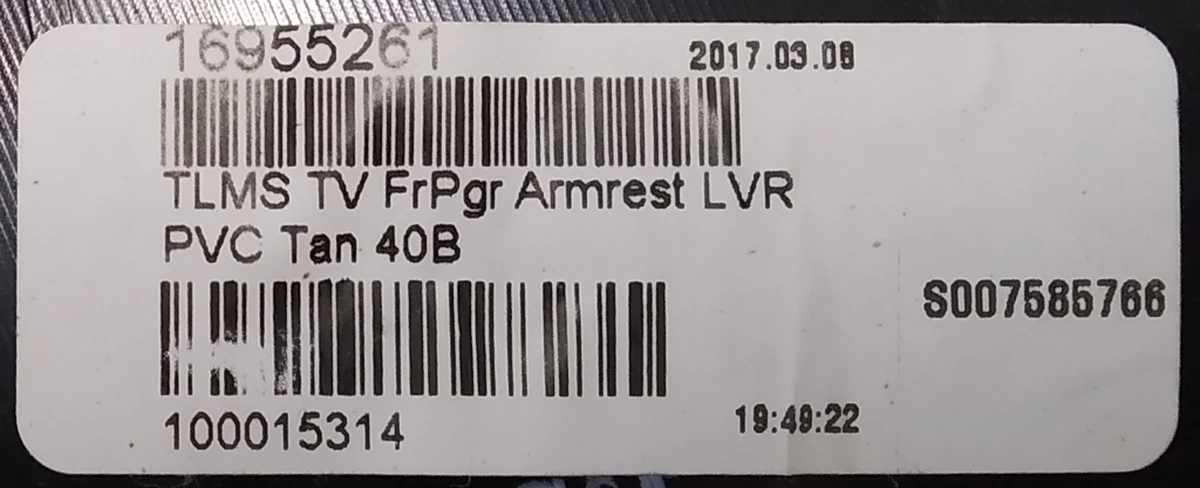 16955261 2017.03.08
TLMS TV FrPgr Armrest LVR
PVC Tan 40B
S007585766
100015314 19:49:22